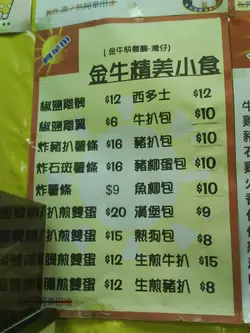 (金牛快餐廳-灣仔)
金牛精美小食
椒鹽雞髀 $12 西多士 $12
椒鹽雞翼 $6 牛扒包 $10
炸豬扒薯條 $16 豬扒包 $10
炸石斑薯條 $16 豬柳蛋包 $10
炸薯條 $9 魚柳包 $10
扒煎雙蛋 $20 漢堡包 $9
扒煎雙蛋 $15 熱狗包 $8
煎雙蛋 $12 生煎牛扒 $15
煎雙蛋 $12 生煎豬扒 $8